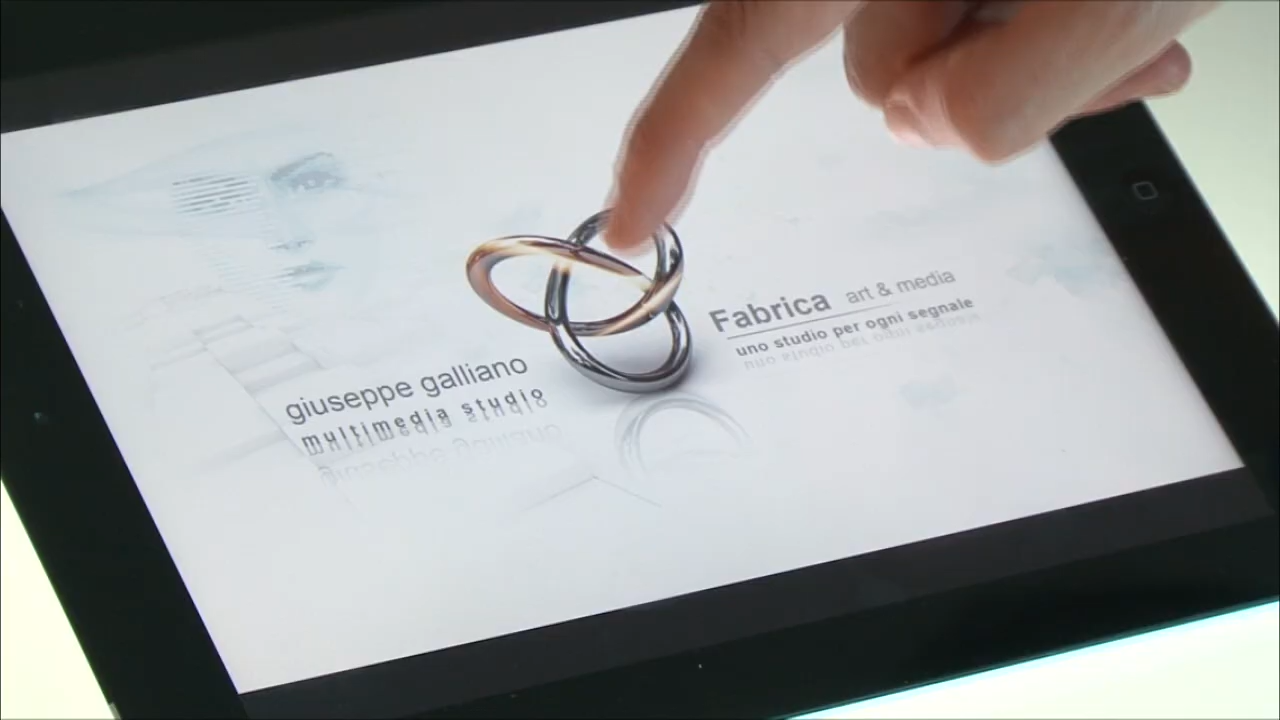 giuseppe galliano
multimedia studio
Fabrica art & media
uno studio per ogni segnale